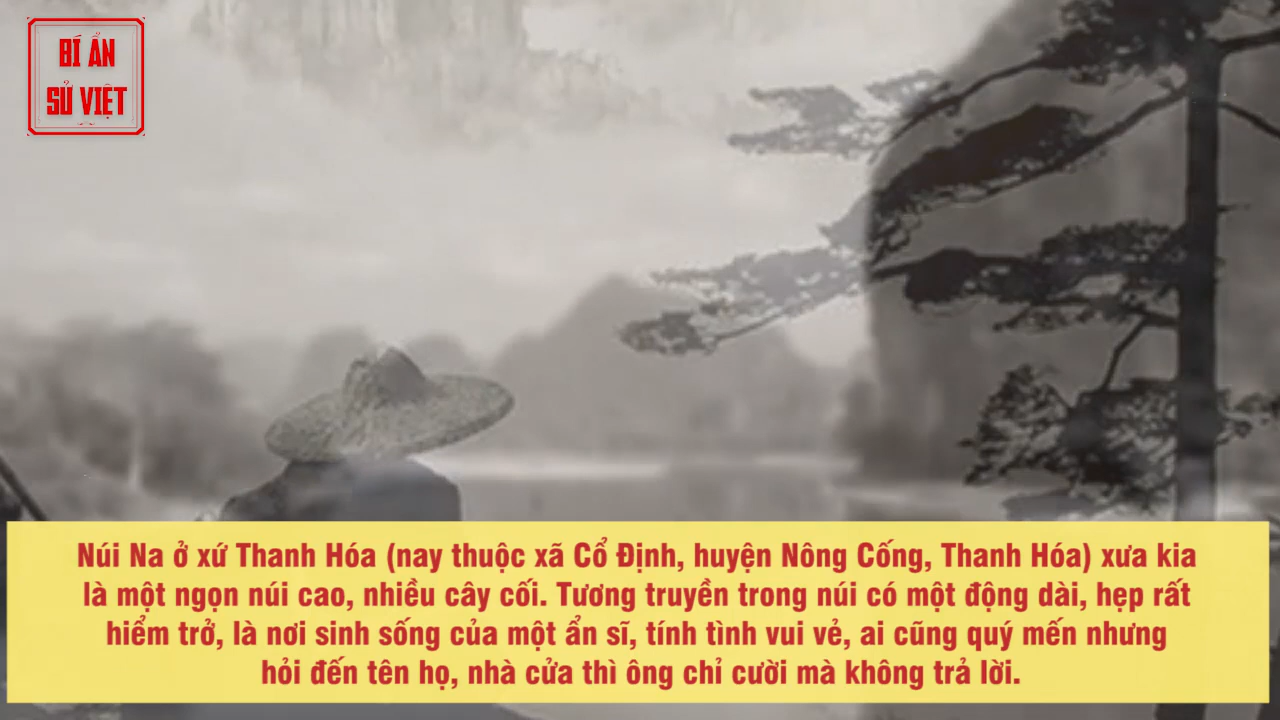 BÍ ẨN
SỬ VIỆT
Núi Na ở xứ Thanh Hóa (nay thuộc xã Cổ Định, huyện Nông Cống, Thanh Hóa) xưa kia
là một ngọn núi cao, nhiều cây cối. Tương truyền trong núi có một động dài, hẹp rất
hiểm trở, là nơi sinh sống của một ẩn sĩ, tính tình vui vẻ, ai cũng quý mến nhưng
hỏi đến tên họ, nhà cửa thì ông chỉ cười mà không trả lời.